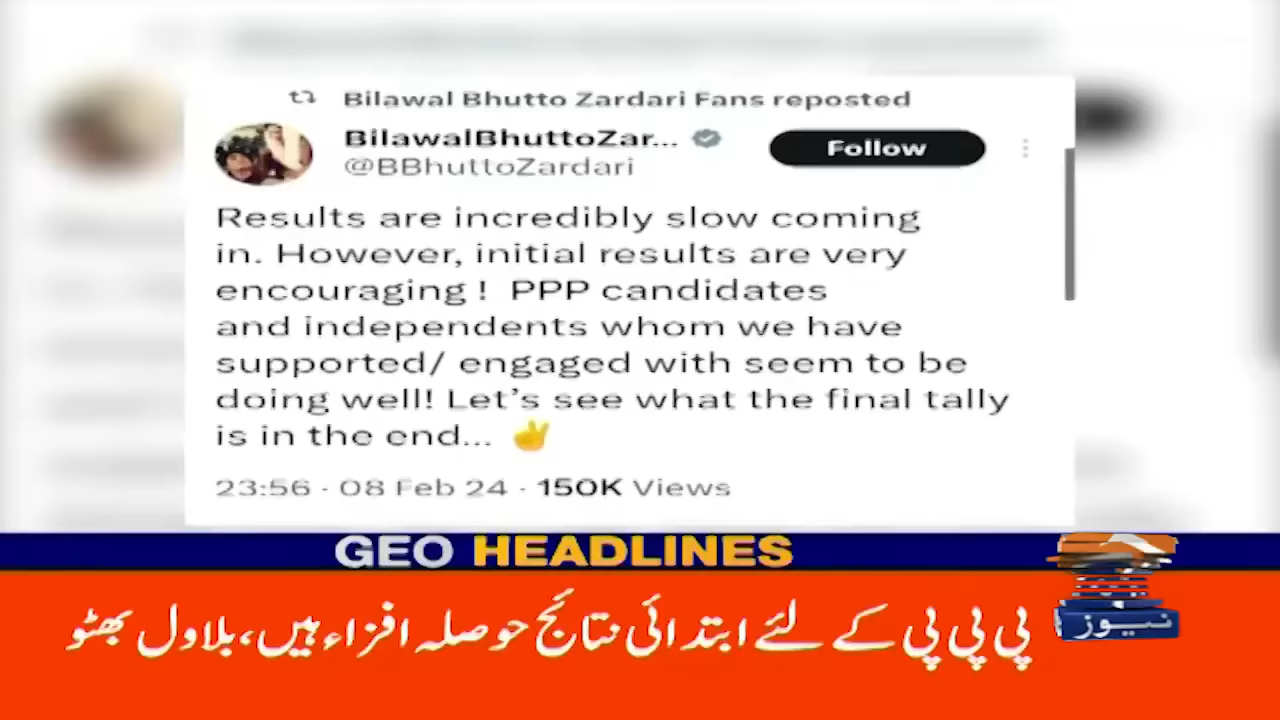 Bilawal Bhutto Zardari Fans reposted
BilawalBhuttoZar...
@BBhuttoZardari
Follow
Results are incredibly slow coming
in. However, initial results are very
encouraging ! PPP candidates
and independents whom we have
supported/ engaged with seem to be
doing well! Let’s see what the final tally
is in the end... ✌️
23:56 · 08 Feb 24 · 150K Views
GEO HEADLINES
نیوز
پی پی پی کے لئے ابتدائی نتائج حوصلہ افزاء ہیں، بلاول بھٹو